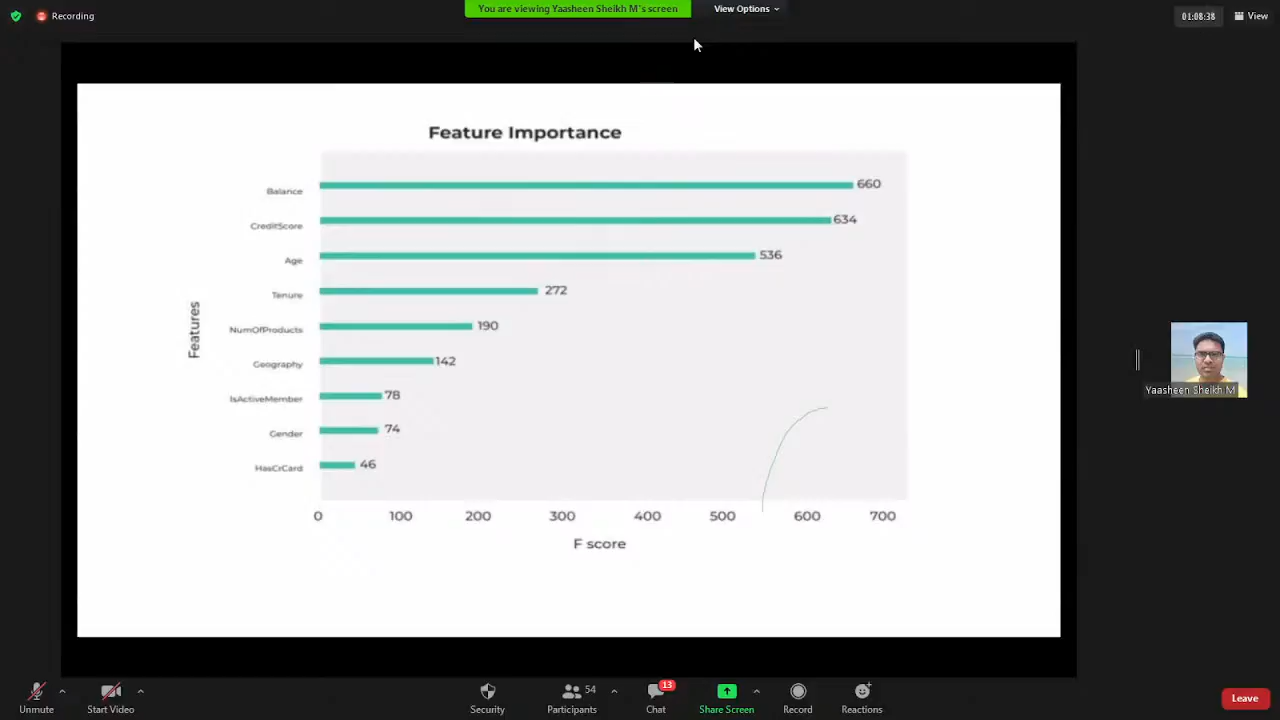 Recording
You are viewing Yaasheen Sheikh M's screen
View Options
01:08:38
View
Feature Importance
Features
Balance 660
CreditScore 634
Age 536
Tenure 272
NumOfProducts 190
Geography 142
IsActiveMember 78
Gender 74
HasCrCard 46
0 100 200 300 400 500 600 700
F score
Yaasheen Sheikh M
13
54
Unmute
Start Video
Security
Participants
Chat
Share Screen
Record
Reactions
Leave